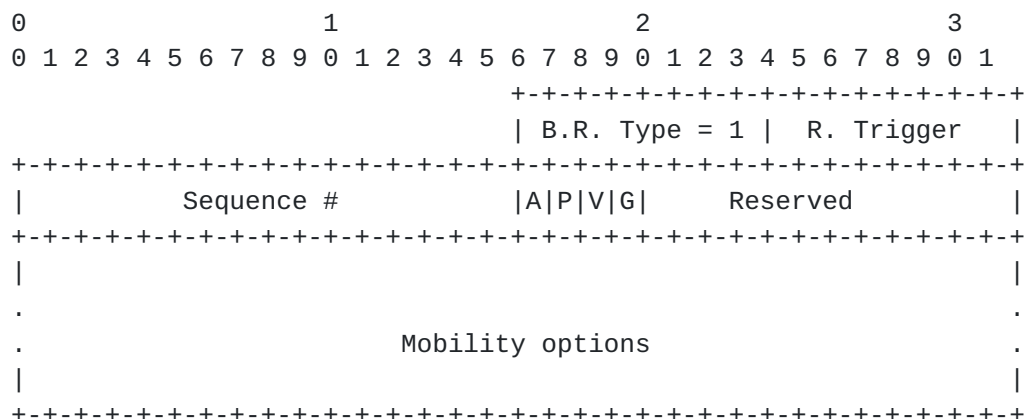 0                   1                   2                   3
0 1 2 3 4 5 6 7 8 9 0 1 2 3 4 5 6 7 8 9 0 1 2 3 4 5 6 7 8 9 0 1
                                +-+-+-+-+-+-+-+-+-+-+-+-+-+-+-+-+
                                | B.R. Type = 1 |  R. Trigger   |
+-+-+-+-+-+-+-+-+-+-+-+-+-+-+-+-+-+-+-+-+-+-+-+-+-+-+-+-+-+-+-+-+
|          Sequence #           |A|P|V|G|     Reserved          |
+-+-+-+-+-+-+-+-+-+-+-+-+-+-+-+-+-+-+-+-+-+-+-+-+-+-+-+-+-+-+-+-+
|                                                               |
.                                                               .
.                        Mobility options                       .
|                                                               |
+-+-+-+-+-+-+-+-+-+-+-+-+-+-+-+-+-+-+-+-+-+-+-+-+-+-+-+-+-+-+-+-+